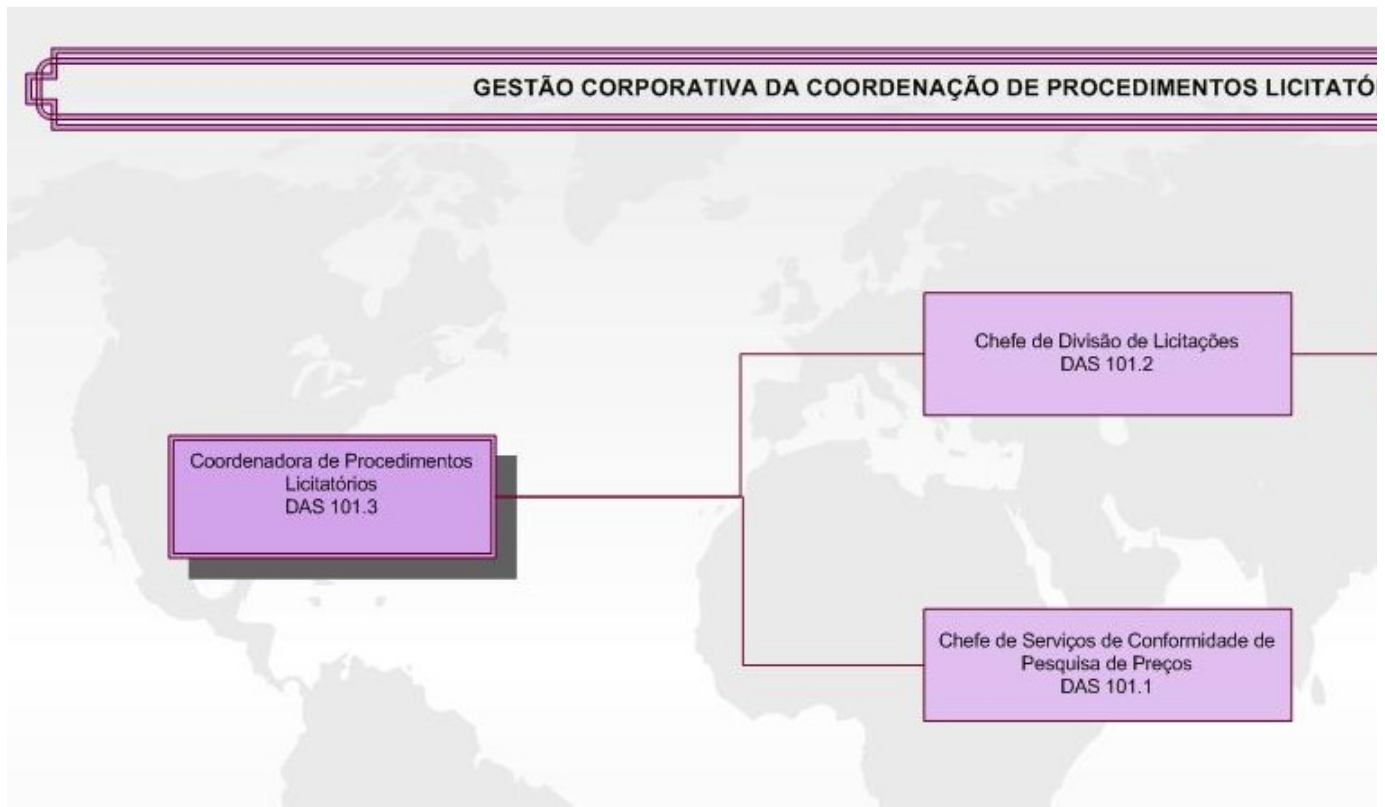 GESTÃO CORPORATIVA DA COORDENAÇÃO DE PROCEDIMENTOS LICITATÓ
Chefe de Divisão de Licitações
DAS 101.2
Coordenadora de Procedimentos
Licitatórios
DAS 101.3
Chefe de Serviços de Conformidade de
Pesquisa de Preços
DAS 101.1